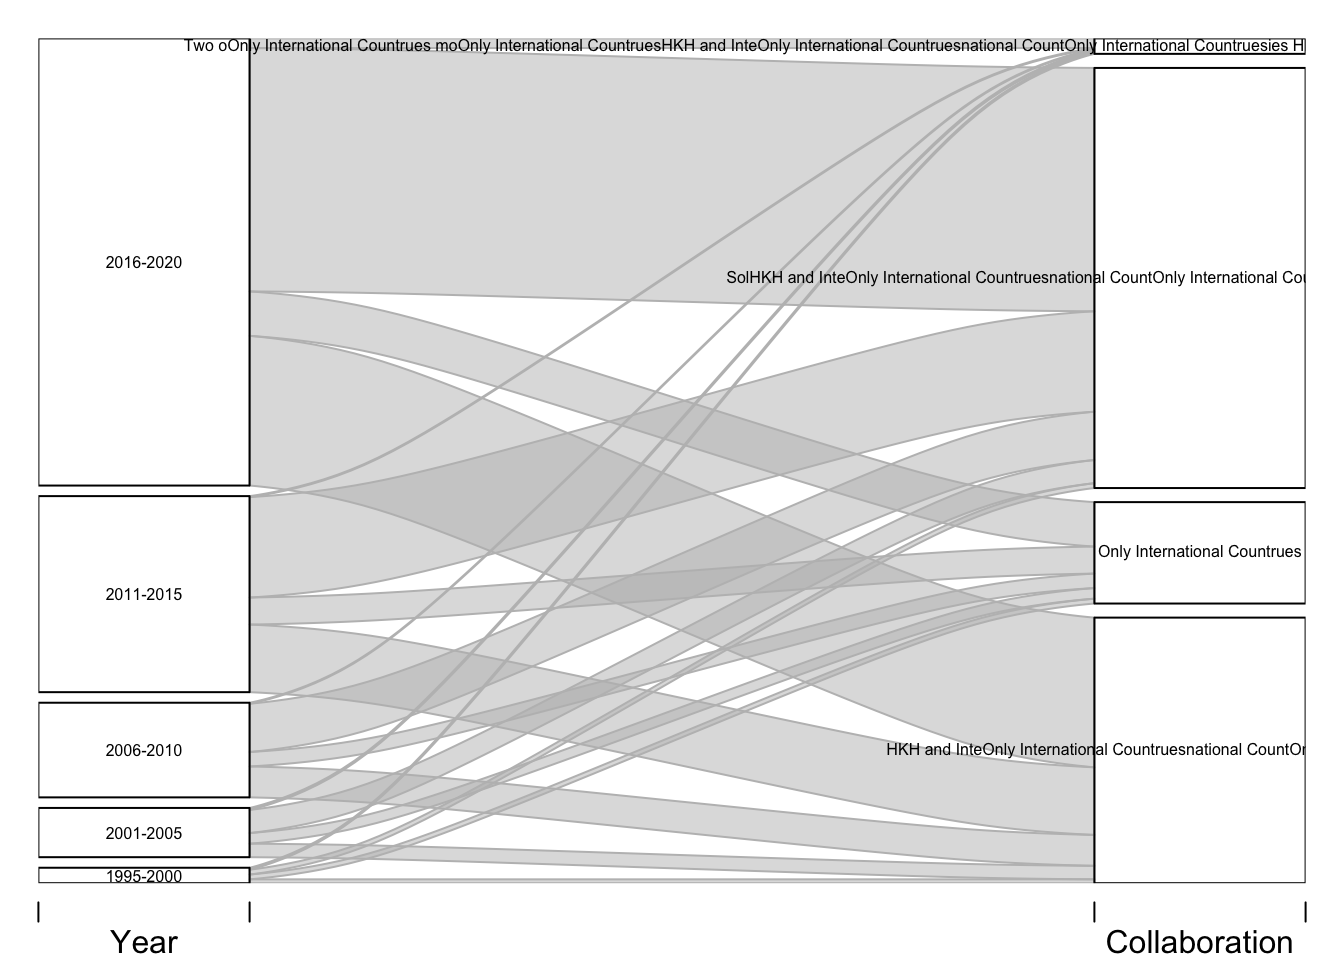 Two oOnly International Countrues moOnly International CountruesHKH and InteOnly International Countruesnational CountOnly International Countruesies H
2016-2020
SolHKH and InteOnly International Countruesnational CountOnly International Cou
Only International Countrues
2011-2015
HKH and InteOnly International Countruesnational CountOn
2006-2010
2001-2005
1995-2000
Year
Collaboration